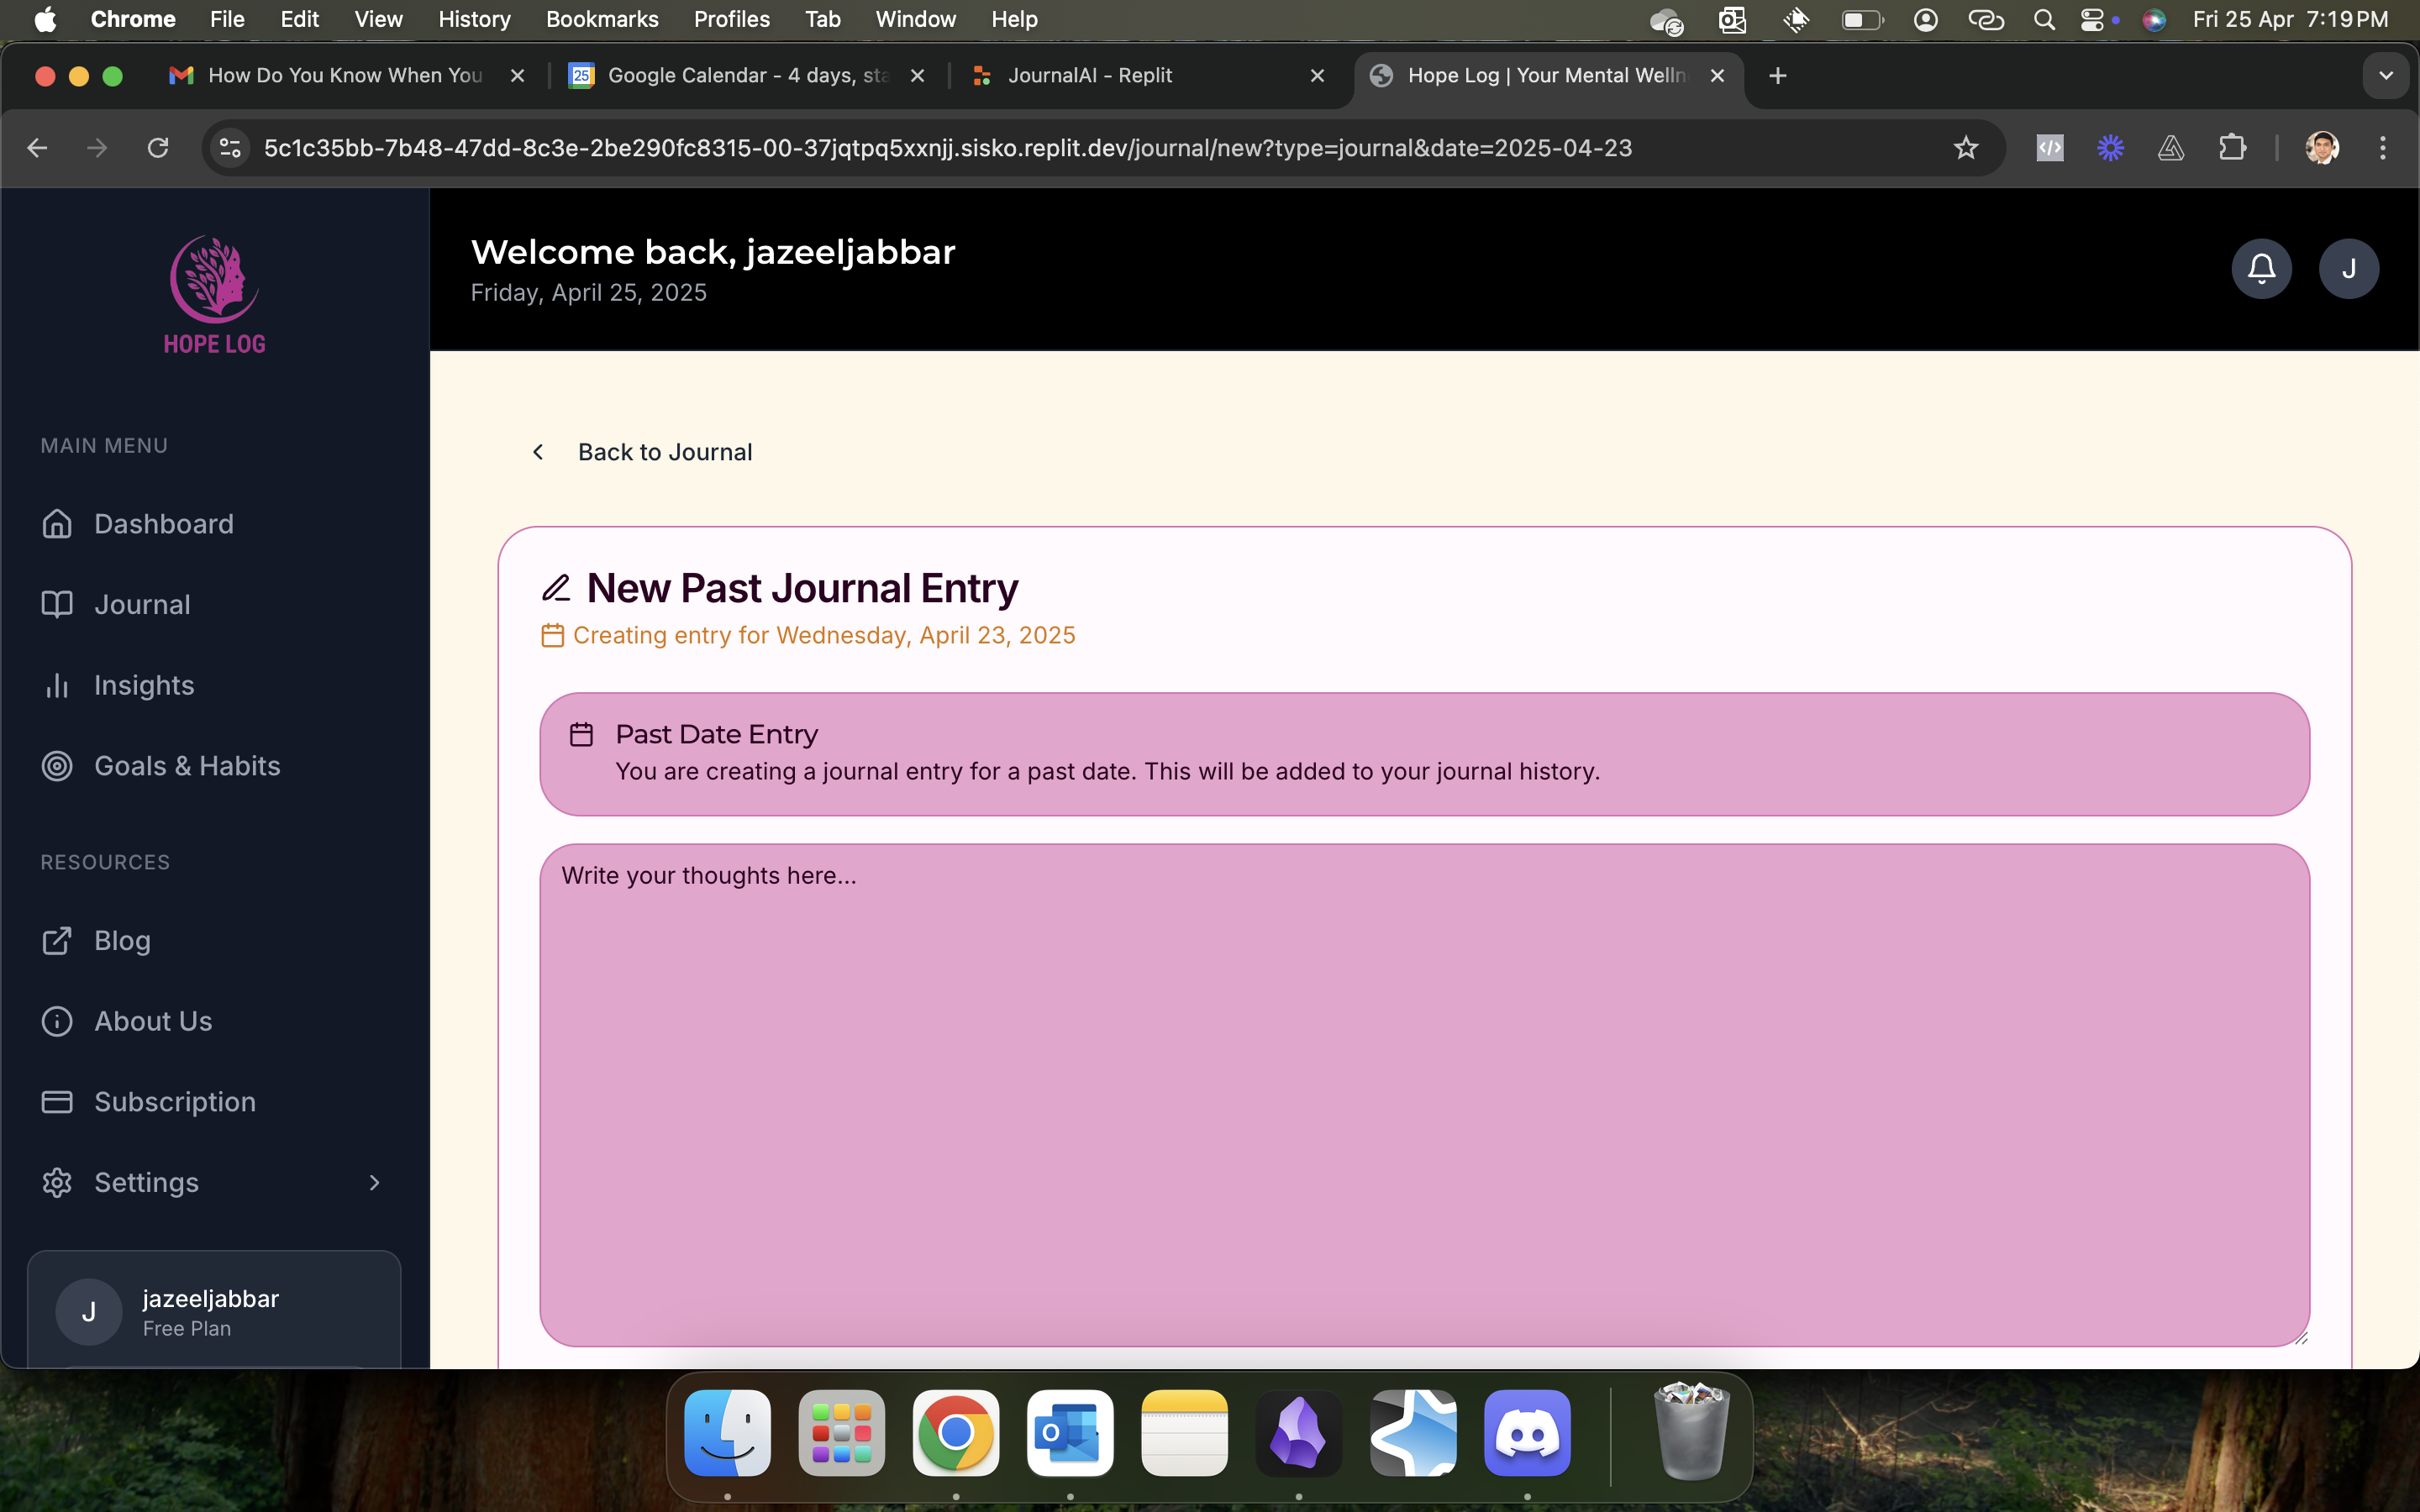 Chrome File Edit View History Bookmarks Profiles Tab Window Help
Fri 25 Apr 7:19 PM
How Do You Know When You
25 Google Calendar - 4 days, sta
JournalAI - Replit
Hope Log | Your Mental Welln
5c1c35bb-7b48-47dd-8c3e-2be290fc8315-00-37jqtpq5xxnjj.sisko.replit.dev/journal/new?type=journal&date=2025-04-23
HOPE LOG
MAIN MENU
Dashboard
Journal
Insights
Goals & Habits
RESOURCES
Blog
About Us
Subscription
Settings
J
jazeeljabbar
Free Plan
Welcome back, jazeeljabbar
Friday, April 25, 2025
J
Back to Journal
New Past Journal Entry
Creating entry for Wednesday, April 23, 2025
Past Date Entry
You are creating a journal entry for a past date. This will be added to your journal history.
Write your thoughts here...